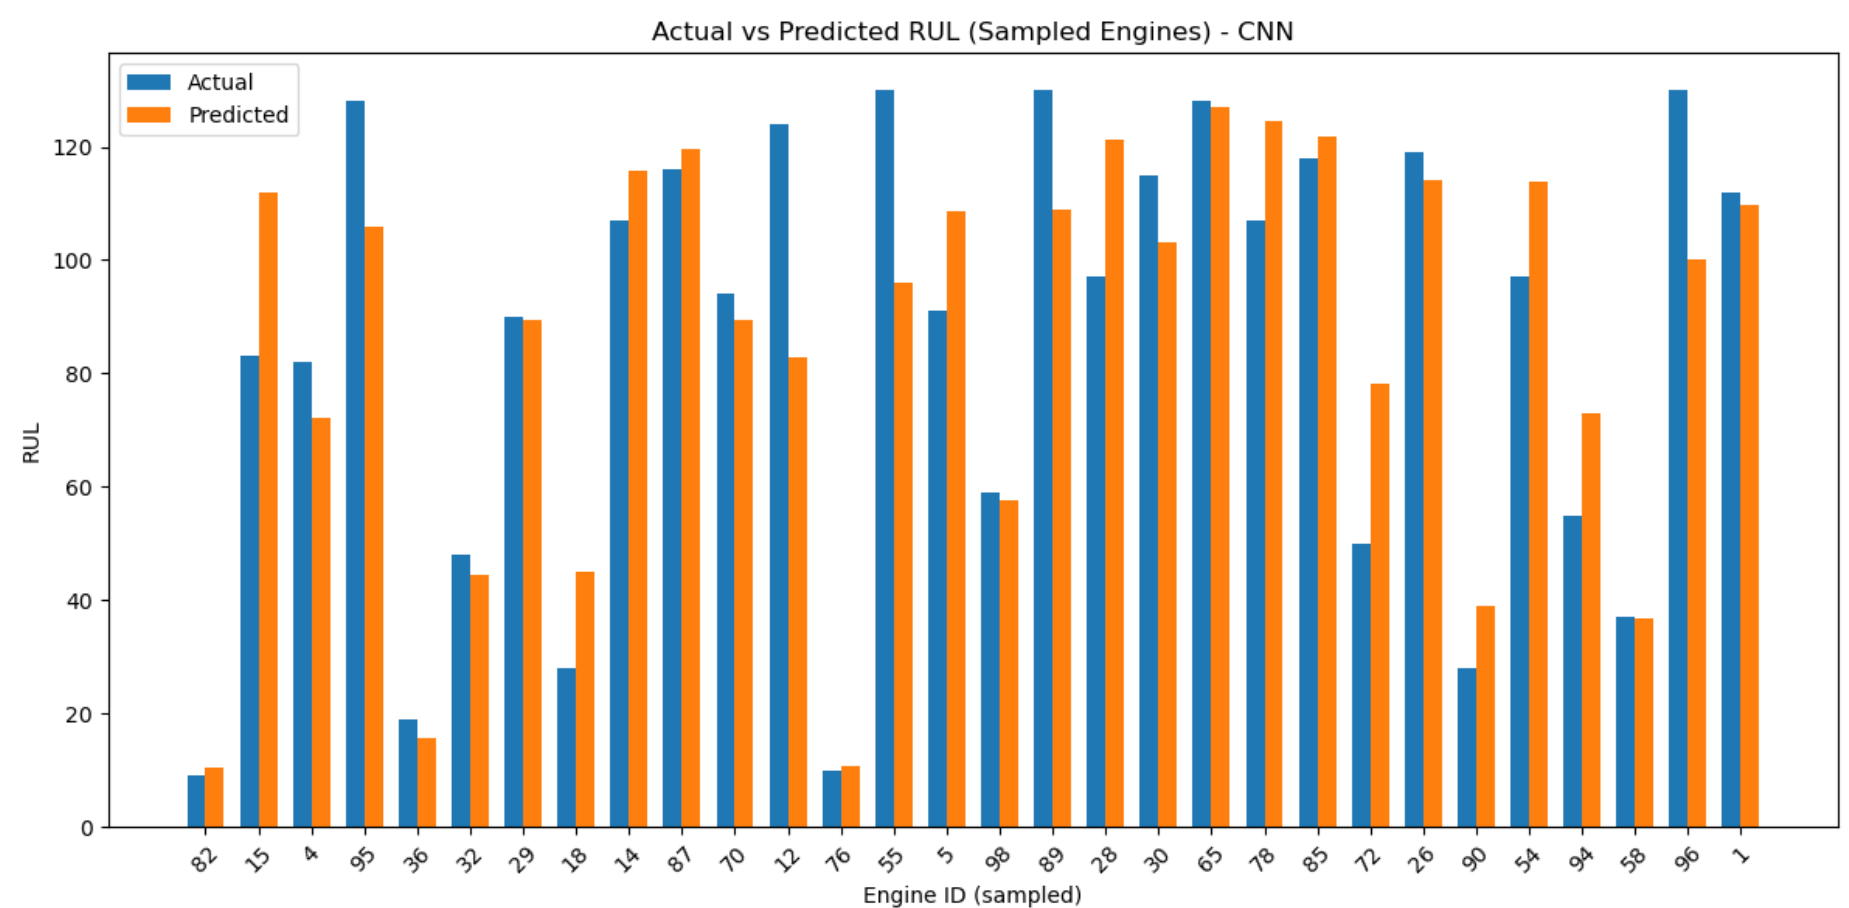 Actual vs Predicted RUL (Sampled Engines) - CNN
Actual
Predicted
120
100
80
60
40
20
0
RUL
82 15 4 95 36 32 29 18 14 87 70 12 76 55 5 98 89 28 30 65 78 85 72 26 90 54 94 58 96 1
Engine ID (sampled)